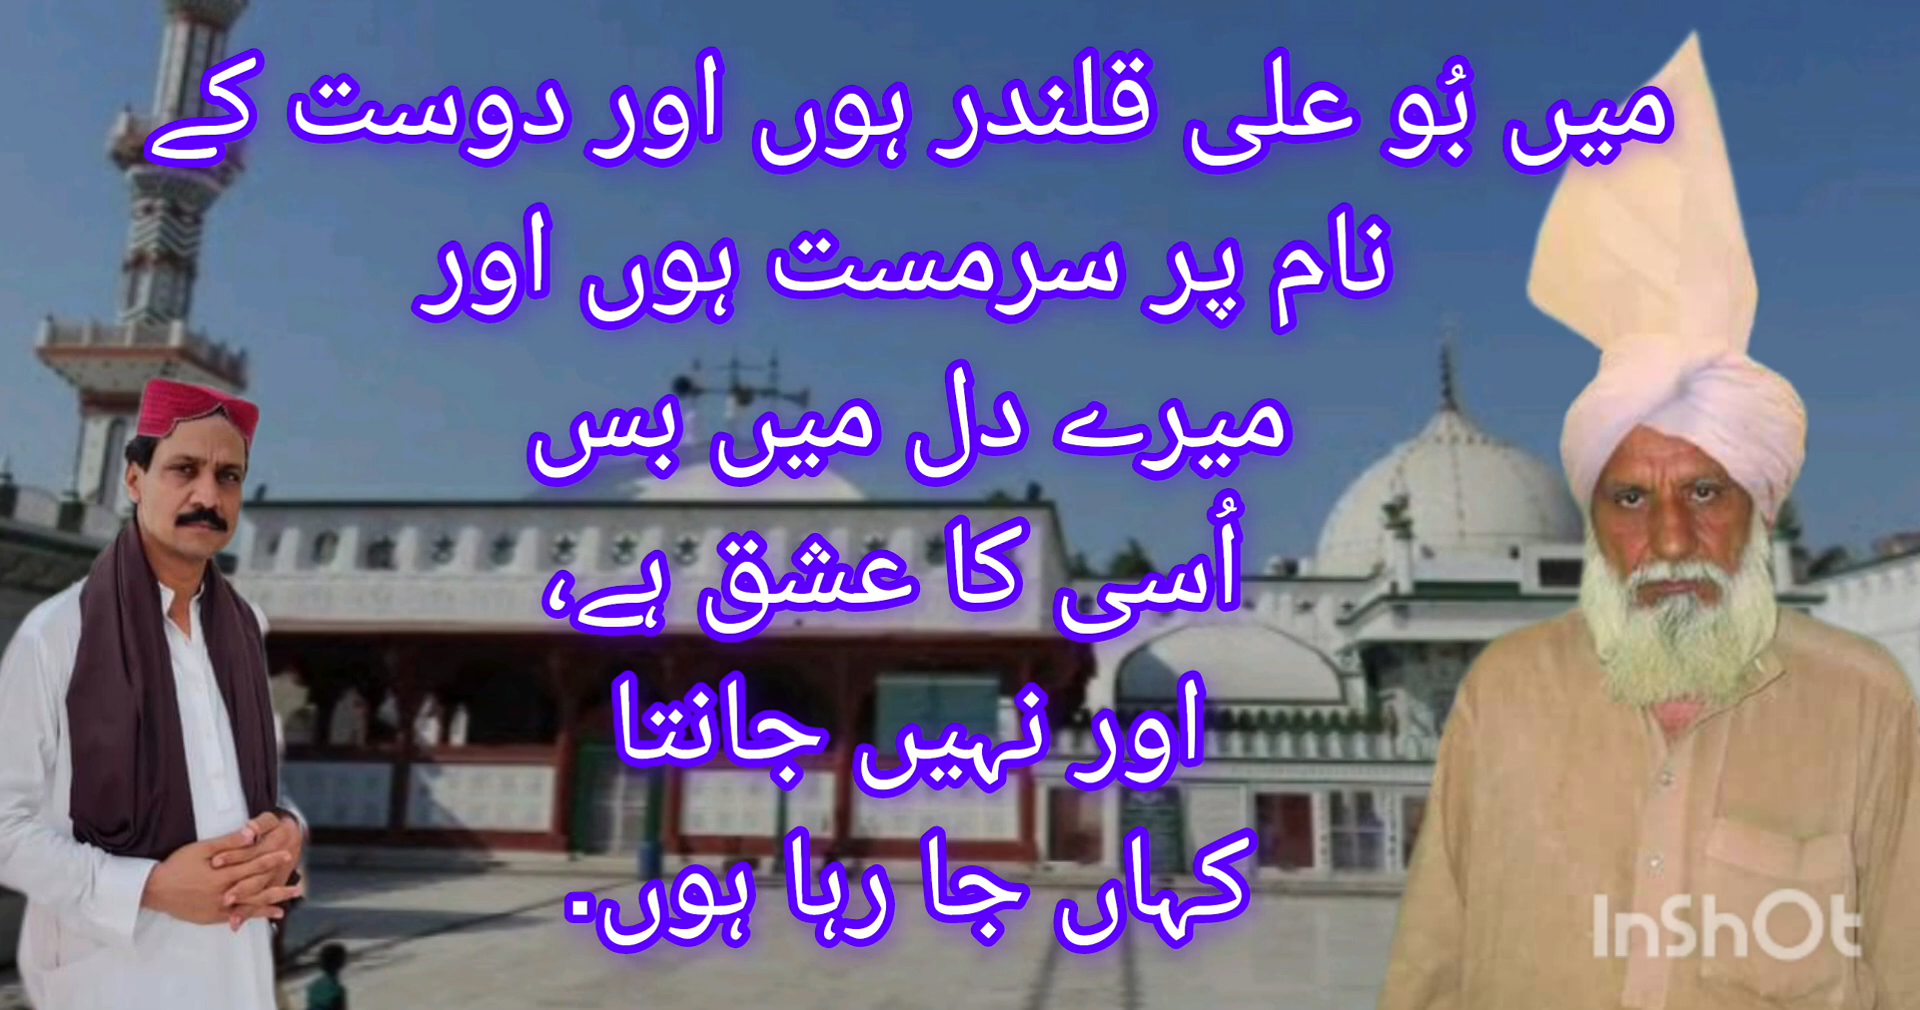 میں بُو علی قلندر ہوں اور دوست کے
نام پر سرمست ہوں اور
میرے دل میں بس
اُسی کا عشق ہے،
اور نہیں جانتا
کہاں جا رہا ہوں.
InShOt